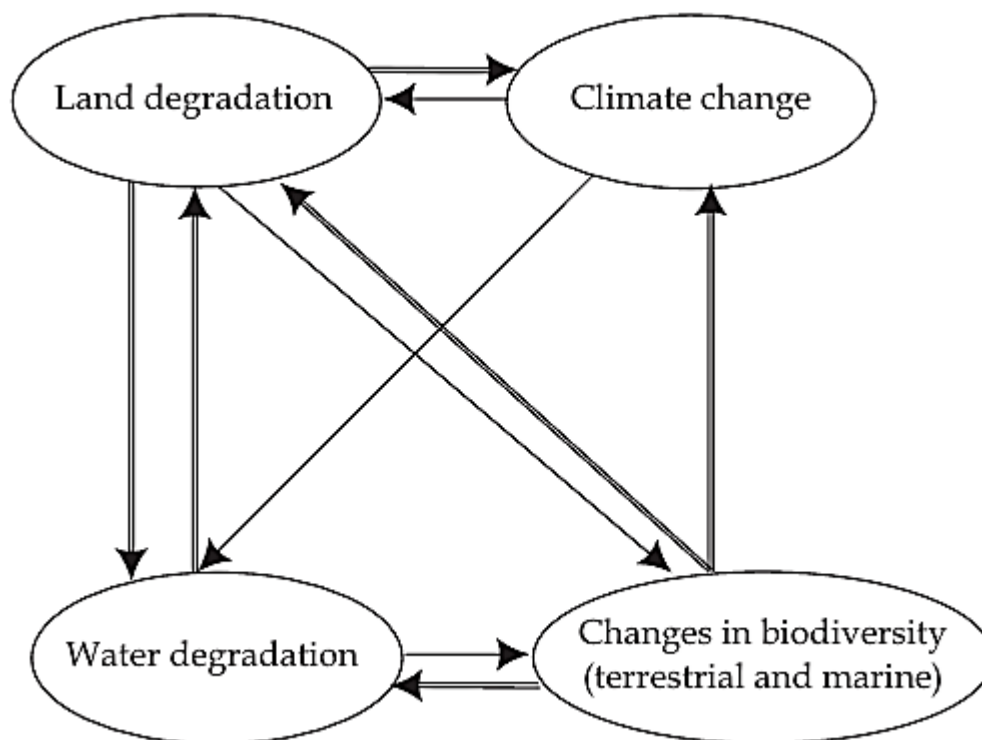 Land degradation
Climate change
Water degradation
Changes in biodiversity
(terrestrial and marine)